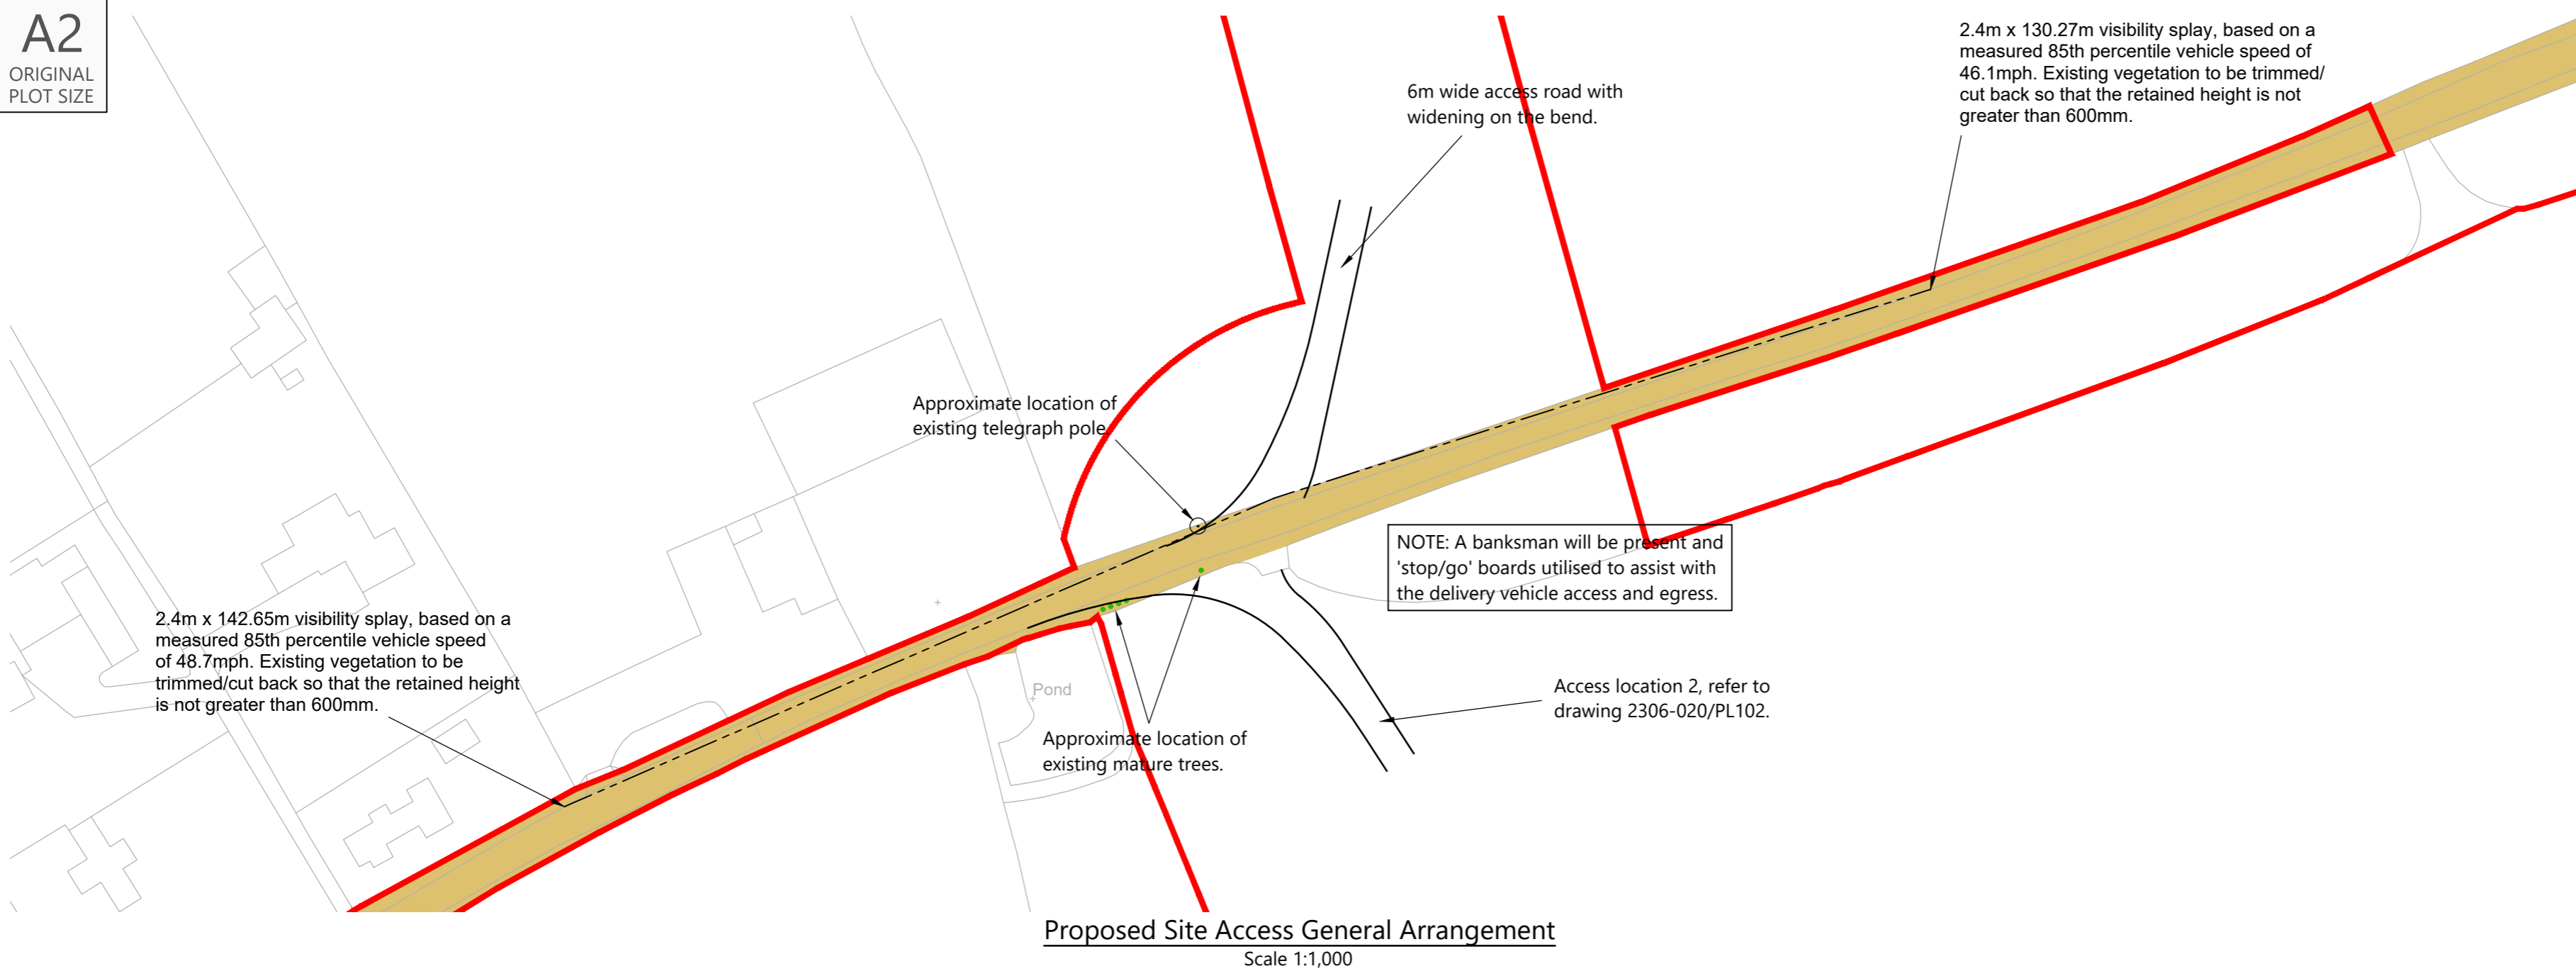 A2
ORIGINAL
PLOT SIZE
2.4m x 130.27m visibility splay, based on a
measured 85th percentile vehicle speed of
46.1mph. Existing vegetation to be trimmed/
cut back so that the retained height is not
greater than 600mm.
6m wide access road with
widening on the bend.
Approximate location of
existing telegraph pole.
NOTE: A banksman will be present and
'stop/go' boards utilised to assist with
the delivery vehicle access and egress.
2.4m x 142.65m visibility splay, based on a
measured 85th percentile vehicle speed
of 48.7mph. Existing vegetation to be
trimmed/cut back so that the retained height
is not greater than 600mm.
Pond
Access location 2, refer to
drawing 2306-020/PL102.
Approximate location of
existing mature trees.
Proposed Site Access General Arrangement
Scale 1:1,000